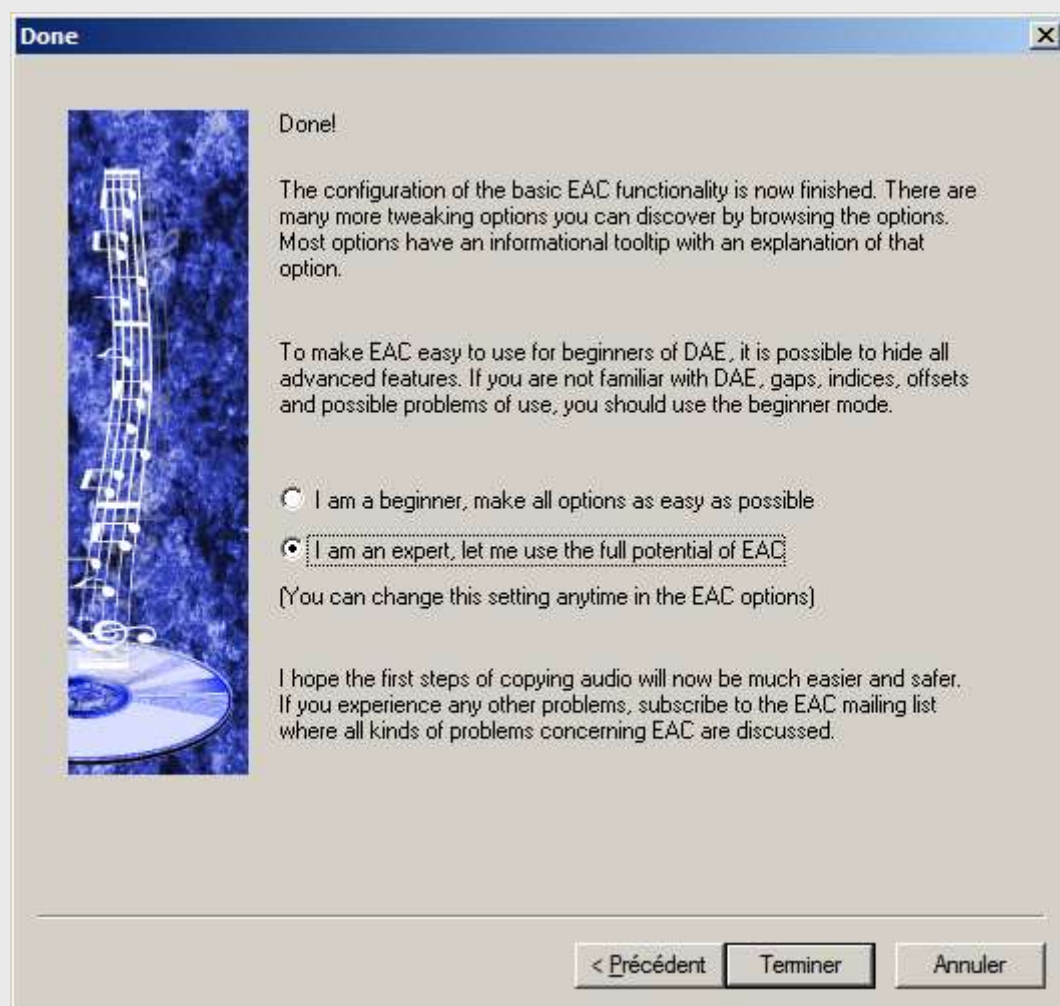 Done
Done!
The configuration of the basic EAC functionality is now finished. There are
many more tweaking options you can discover by browsing the options.
Most options have an informational tooltip with an explanation of that
option.
To make EAC easy to use for beginners of DAE, it is possible to hide all
advanced features. If you are not familiar with DAE, gaps, indices, offsets
and possible problems of use, you should use the beginner mode.
I am a beginner, make all options as easy as possible
I am an expert, let me use the full potential of EAC
(You can change this setting anytime in the EAC options)
I hope the first steps of copying audio will now be much easier and safer.
If you experience any other problems, subscribe to the EAC mailing list
where all kinds of problems concerning EAC are discussed.
< Précédent Terminer Annuler